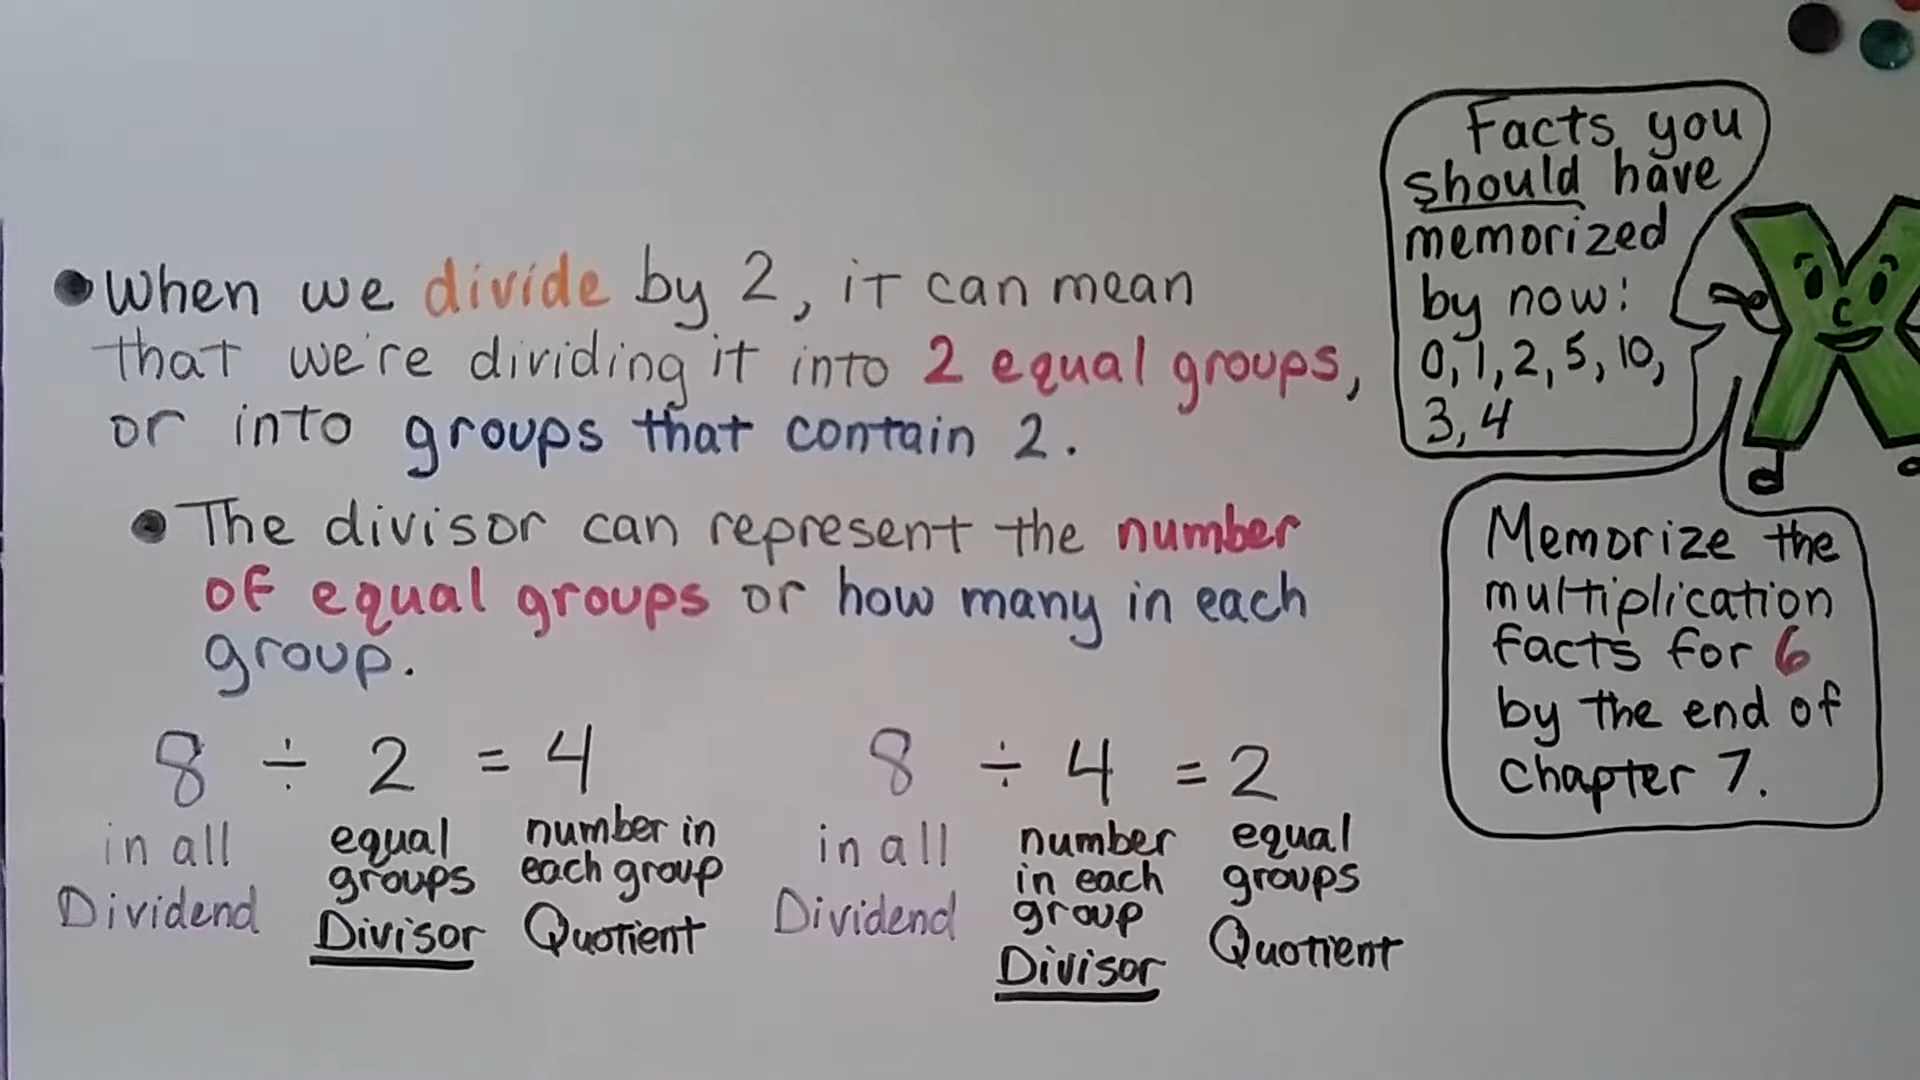 • When we divide by 2, it can mean
that we're dividing it into 2 equal groups,
or into groups that contain 2.
• The divisor can represent the number
of equal groups or how many in each
group.
8 ÷ 2 = 4
in all
Dividend
equal
groups
Divisor
number in
each group
Quotient
8 ÷ 4 = 2
in all
Dividend
number
in each
group
Divisor
equal
groups
Quotient
Facts you
should have
memorized
by now:
0, 1, 2, 5, 10,
3, 4
Memorize the
multiplication
facts for 6
by the end of
Chapter 7.